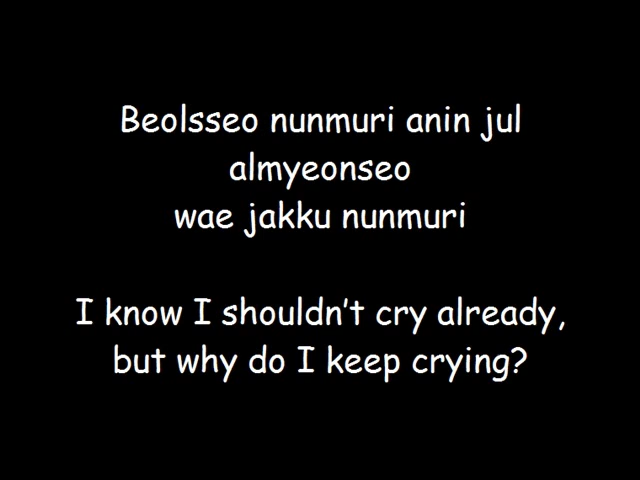 Beolsseo nunmuri anin jul
almyeonseo
wae jakku nunmuri
I know I shouldn’t cry already,
but why do I keep crying?